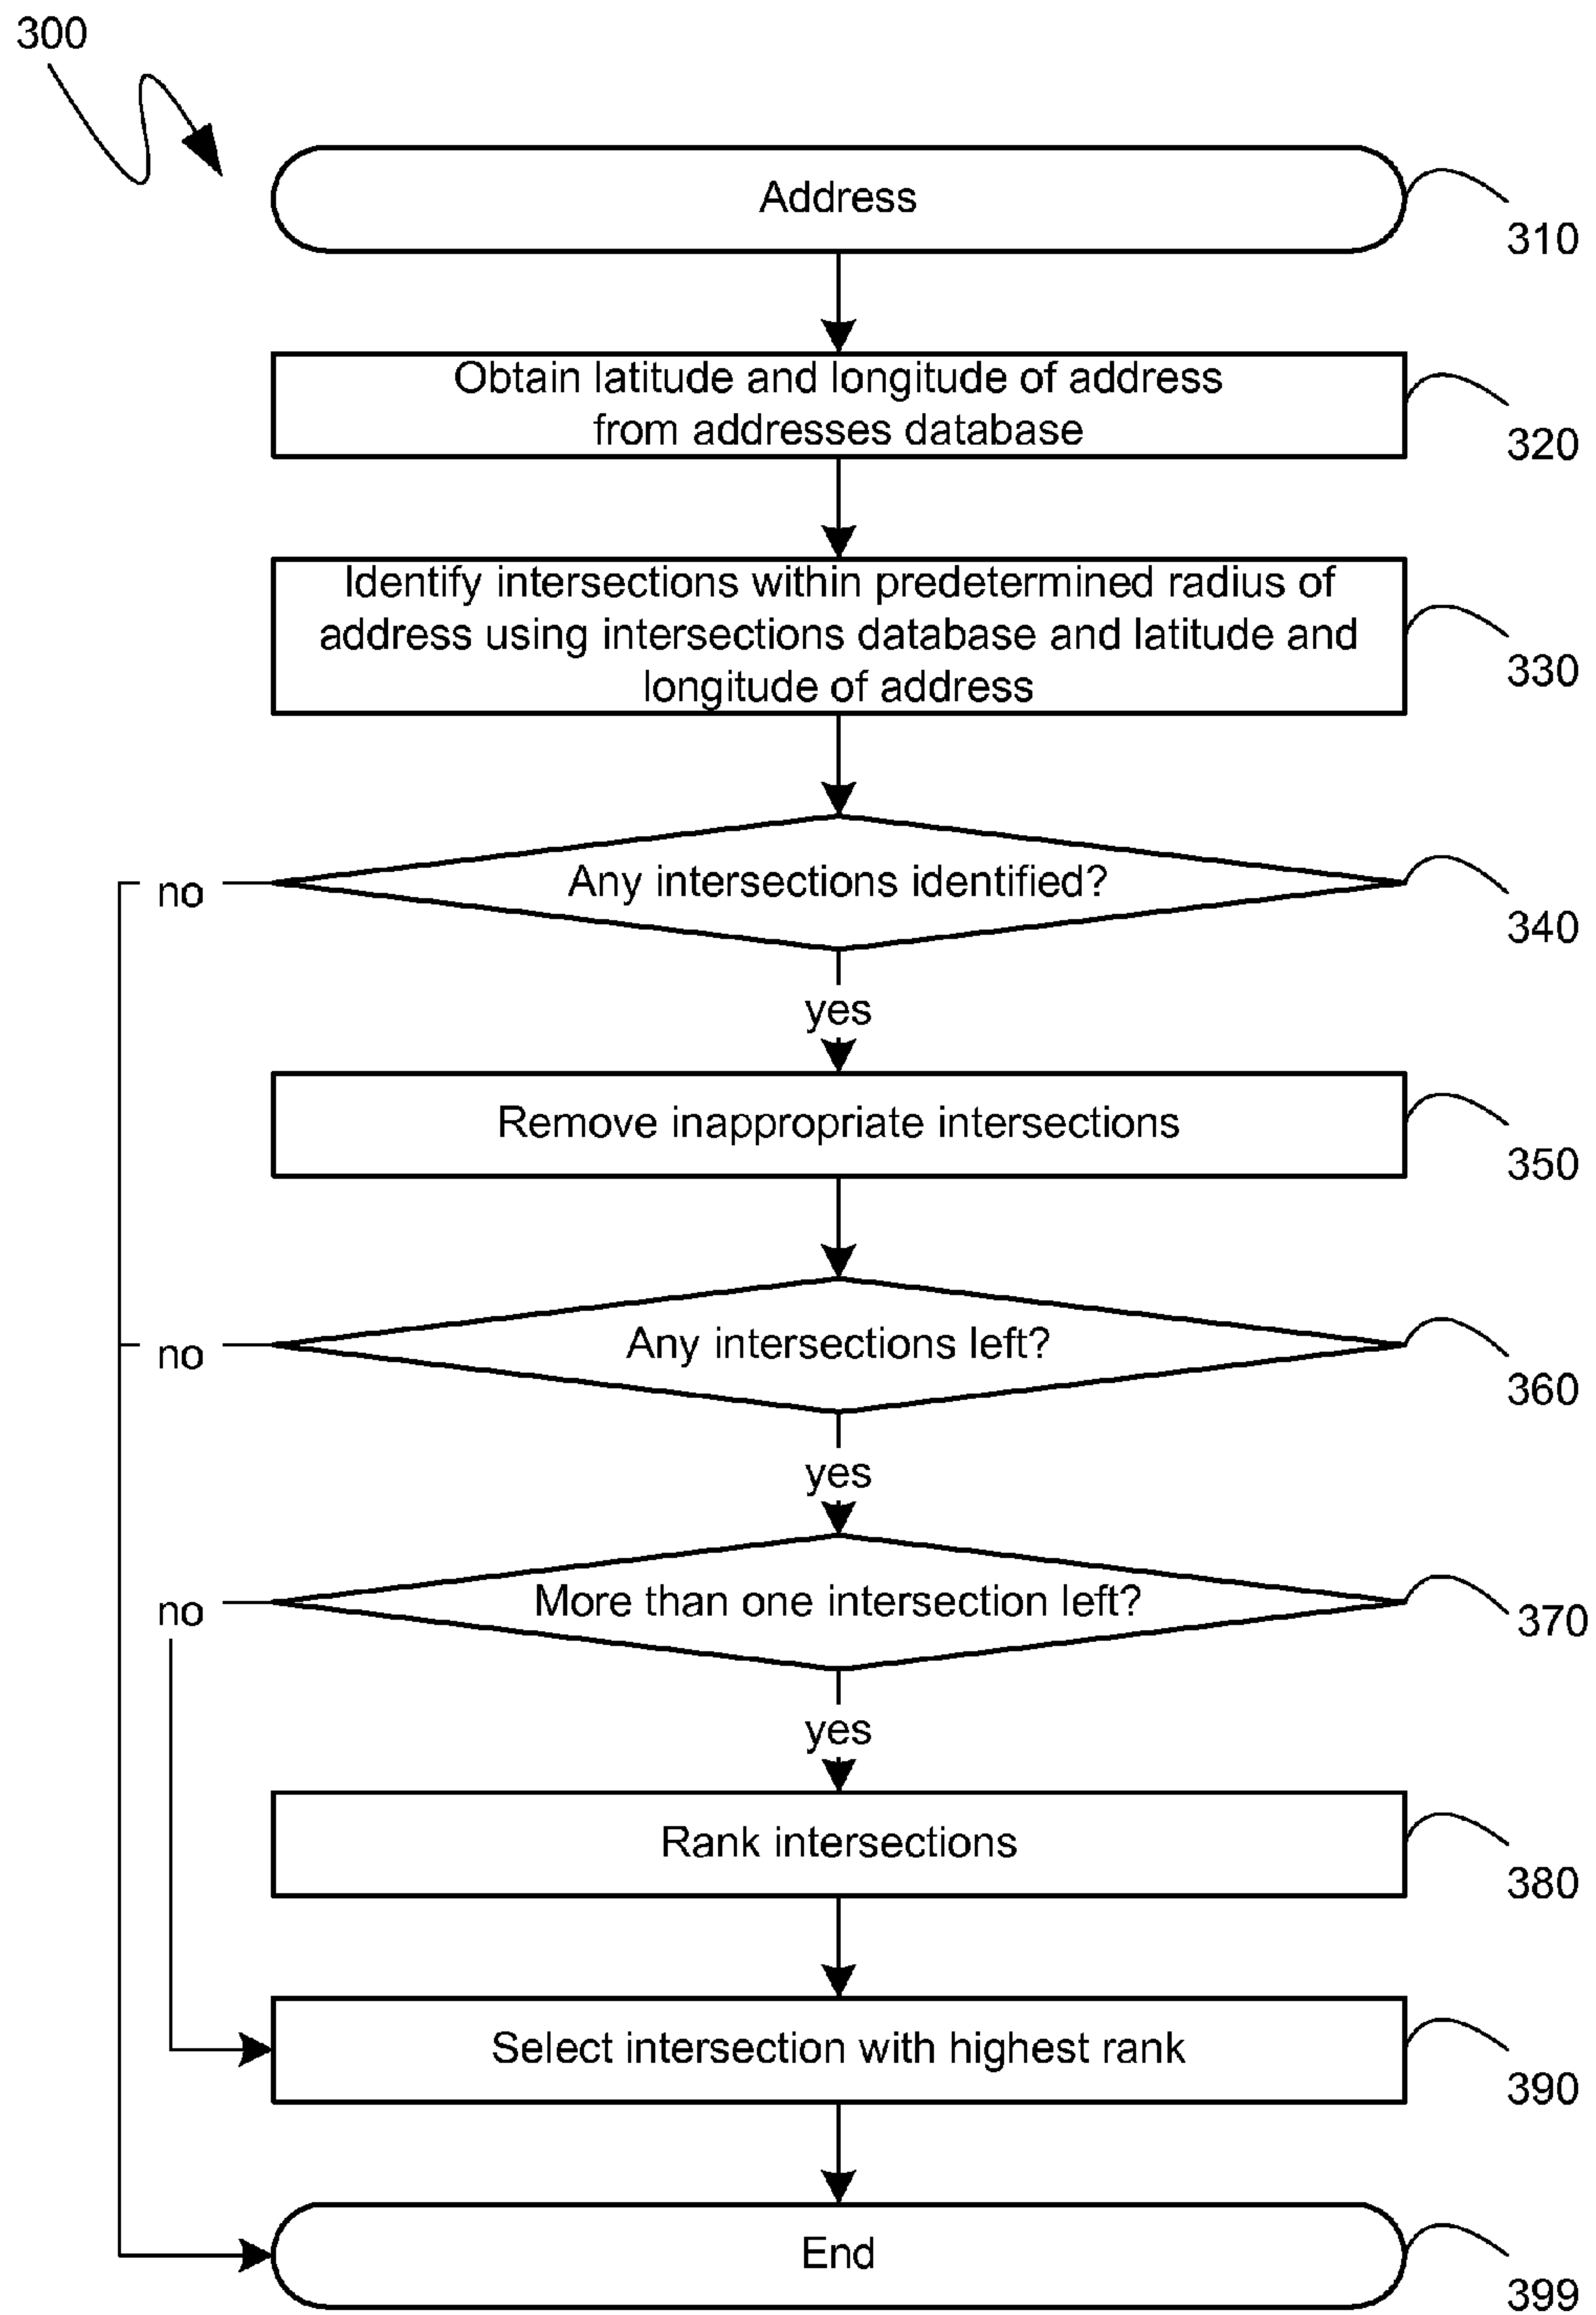 300
Address
310
Obtain latitude and longitude of address
from addresses database
320
Identify intersections within predetermined radius of
address using intersections database and latitude and
longitude of address
330
Any intersections identified?
no
340
yes
Remove inappropriate intersections
350
Any intersections left?
no
360
yes
More than one intersection left?
no
370
yes
Rank intersections
380
Select intersection with highest rank
390
End
399